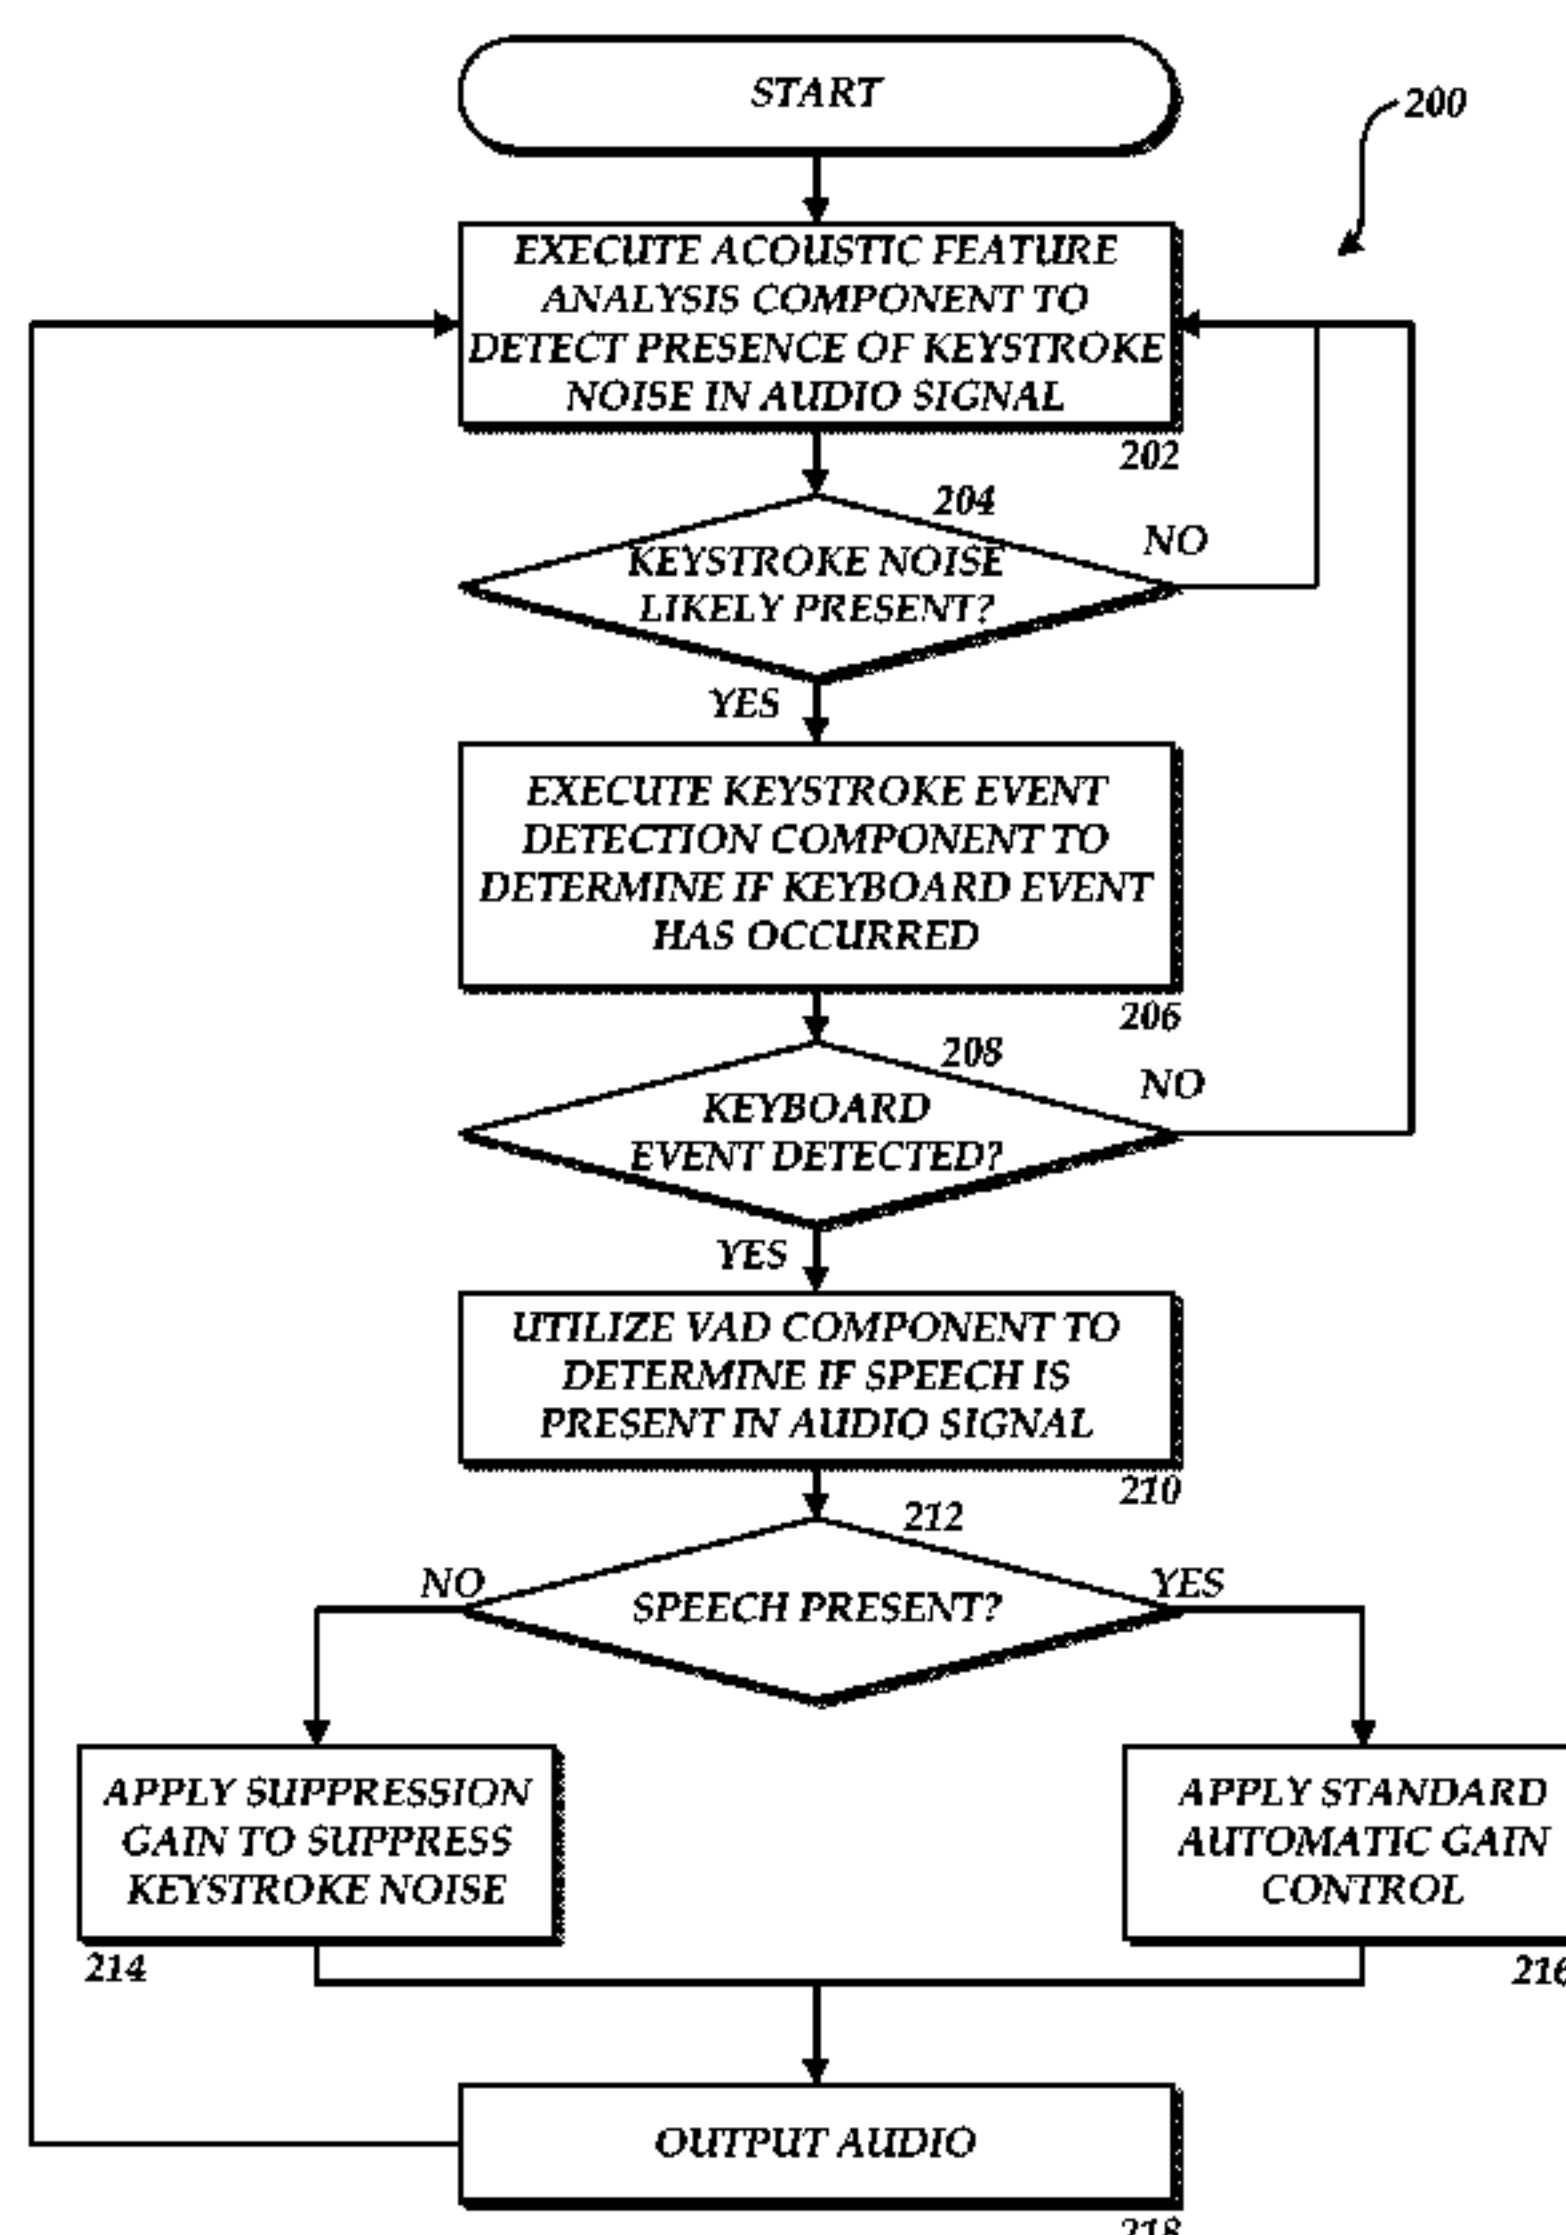 START
200
EXECUTE ACOUSTIC FEATURE
ANALYSIS COMPONENT TO
DETECT PRESENCE OF KEYSTROKE
NOISE IN AUDIO SIGNAL
202
204
NO
KEYSTROKE NOISE
LIKELY PRESENT?
YES
EXECUTE KEYSTROKE EVENT
DETECTION COMPONENT TO
DETERMINE IF KEYBOARD EVENT
HAS OCCURRED
206
208
NO
KEYBOARD
EVENT DETECTED?
YES
UTILIZE VAD COMPONENT TO
DETERMINE IF SPEECH IS
PRESENT IN AUDIO SIGNAL
210
212
NO
YES
SPEECH PRESENT?
APPLY SUPPRESSION
GAIN TO SUPPRESS
KEYSTROKE NOISE
214
APPLY STANDARD
AUTOMATIC GAIN
CONTROL
216
OUTPUT AUDIO
218